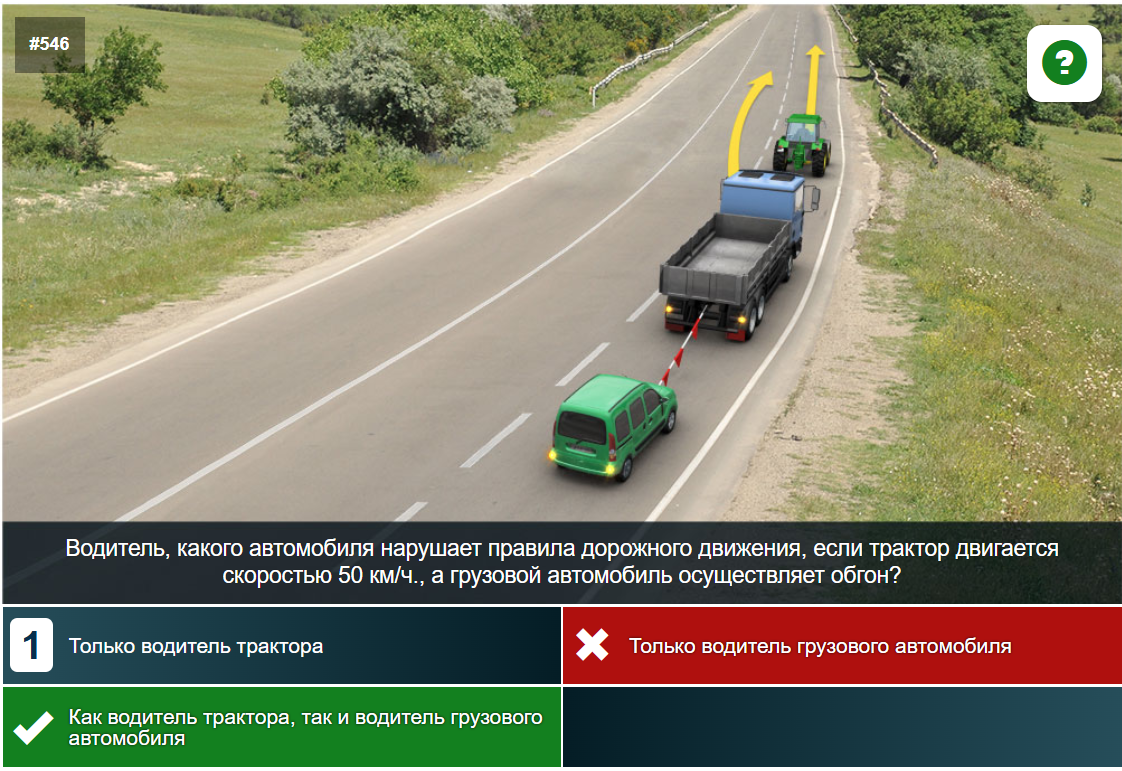 #546
?
Водитель, какого автомобиля нарушает правила дорожного движения, если трактор двигается
скоростью 50 км/ч., а грузовой автомобиль осуществляет обгон?
1 Только водитель трактора
Только водитель грузового автомобиля
Как водитель трактора, так и водитель грузового
автомобиля